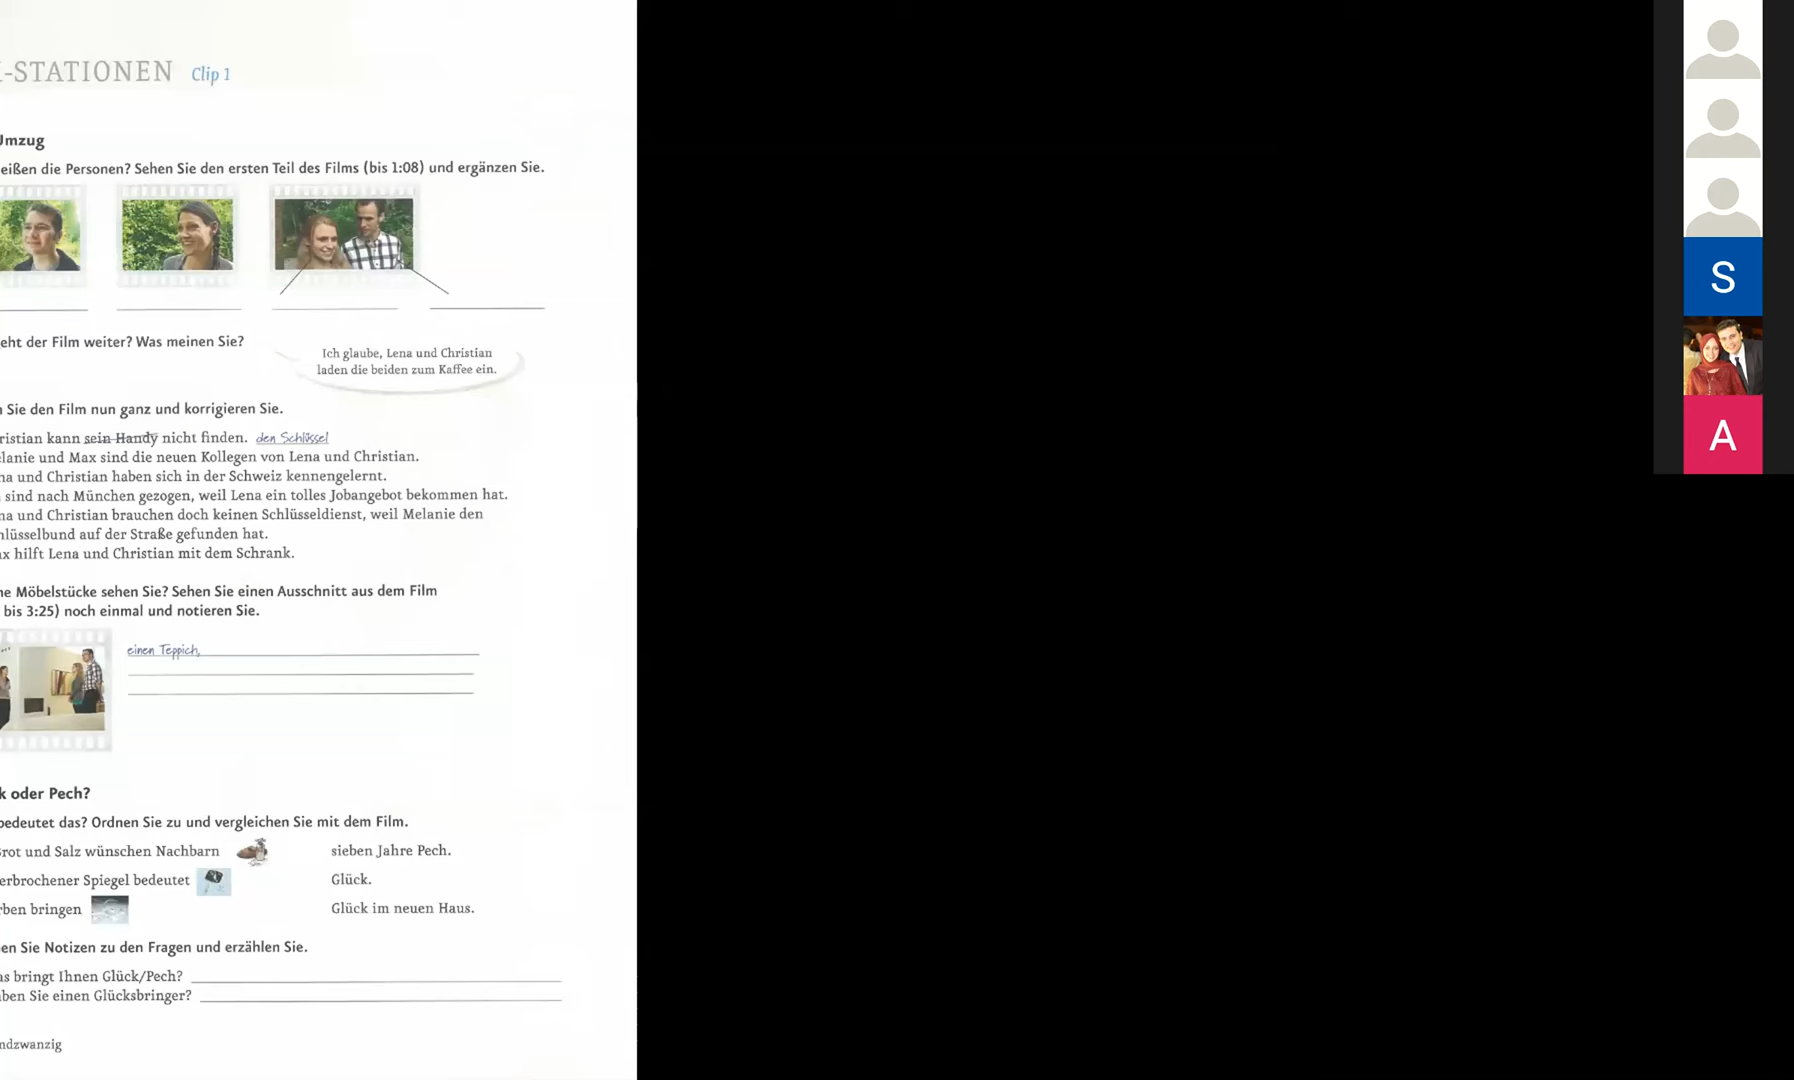 -STATIONEN Clip 1
Umzug
eißen die Personen? Sehen Sie den ersten Teil des Films (bis 1:08) und ergänzen Sie.
eht der Film weiter? Was meinen Sie?
Ich glaube, Lena und Christian
laden die beiden zum Kaffee ein.
n Sie den Film nun ganz und korrigieren Sie.
ristian kann sein Handy nicht finden. den Schlüssel
elanie und Max sind die neuen Kollegen von Lena und Christian.
na und Christian haben sich in der Schweiz kennengelernt.
sind nach München gezogen, weil Lena ein tolles Jobangebot bekommen hat.
na und Christian brauchen doch keinen Schlüsseldienst, weil Melanie den
hlüsselbund auf der Straße gefunden hat.
ax hilft Lena und Christian mit dem Schrank.
he Möbelstücke sehen Sie? Sehen Sie einen Ausschnitt aus dem Film
bis 3:25) noch einmal und notieren Sie.
einen Teppich,
k oder Pech?
bedeutet das? Ordnen Sie zu und vergleichen Sie mit dem Film.
Brot und Salz wünschen Nachbarn sieben Jahre Pech.
erbrochener Spiegel bedeutet Glück.
rben bringen Glück im neuen Haus.
en Sie Notizen zu den Fragen und erzählen Sie.
as bringt Ihnen Glück/Pech?
aben Sie einen Glücksbringer?
ndzwanzig
S
A